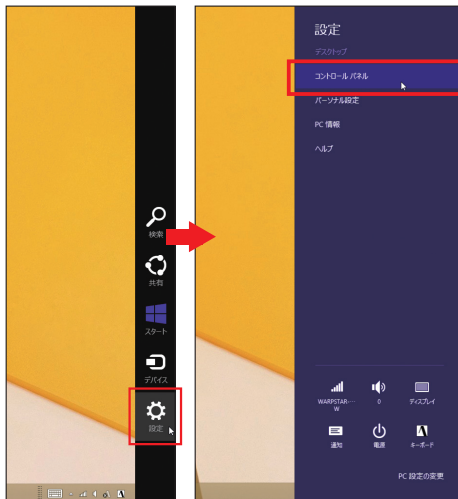 検索
共有
スタート
デバイス
設定
設定
デスクトップ
コントロール パネル
パーソナル設定
PC 情報
ヘルプ
WARPSTAR-…
W
0
ディスプレイ
通知
電源
キーボード
PC 設定の変更